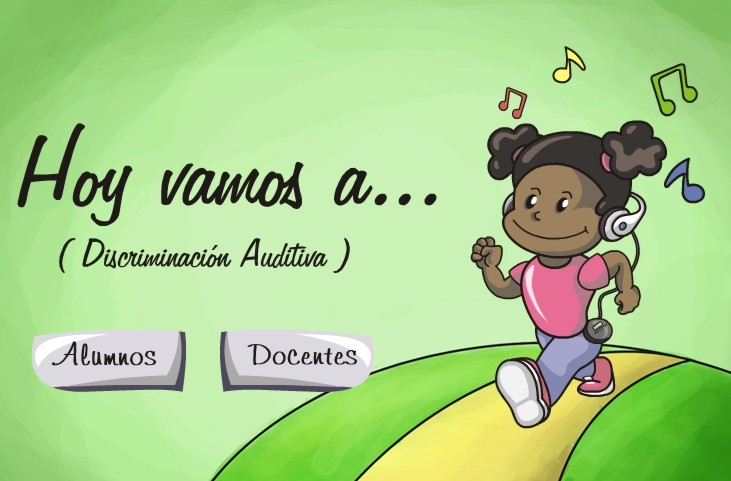 Hoy vamos a...
( Discriminación Auditiva )
Alumnos
Docentes